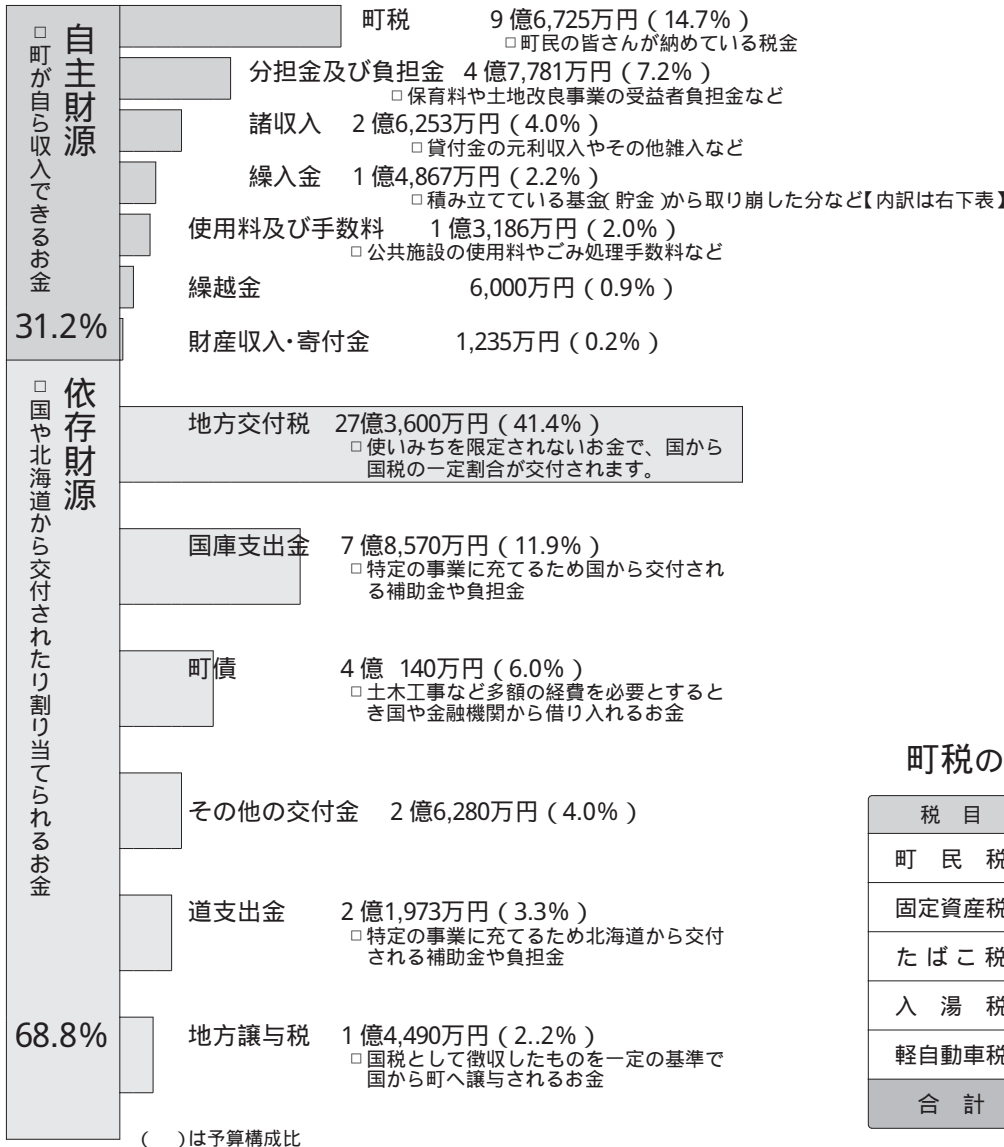 自主財源
□町が自ら収入できるお金
31.2%
町税 9億6,725万円(14.7%)
□町民の皆さんが納めている税金
分担金及び負担金 4億7,781万円(7.2%)
□保育料や土地改良事業の受益者負担金など
諸収入 2億6,253万円(4.0%)
□貸付金の元利収入やその他雑入など
繰入金 1億4,867万円(2.2%)
□積み立てている基金(貯金)から取り崩した分など【内訳は右下表】
使用料及び手数料 1億3,186万円(2.0%)
□公共施設の使用料やごみ処理手数料など
繰越金 6,000万円(0.9%)
財産収入・寄付金 1,235万円(0.2%)
依存財源
□国や北海道から交付されたり割り当てられるお金
68.8%
地方交付税 27億3,600万円(41.4%)
□使いみちを限定されないお金で、国から
国税の一定割合が交付されます。
国庫支出金 7億8,570万円(11.9%)
□特定の事業に充てるため国から交付され
る補助金や負担金
町債 4億 140万円(6.0%)
□土木工事など多額の経費を必要とすると
き国や金融機関から借り入れるお金
その他の交付金 2億6,280万円(4.0%)
道支出金 2億1,973万円(3.3%)
□特定の事業に充てるため北海道から交付
される補助金や負担金
地方譲与税 1億4,490万円(2..2%)
□国税として徴収したものを一定の基準で
国から町へ譲与されるお金
( )は予算構成比
町税の
税 目
町 民 税
固定資産税
たばこ税
入 湯 税
軽自動車税
合 計